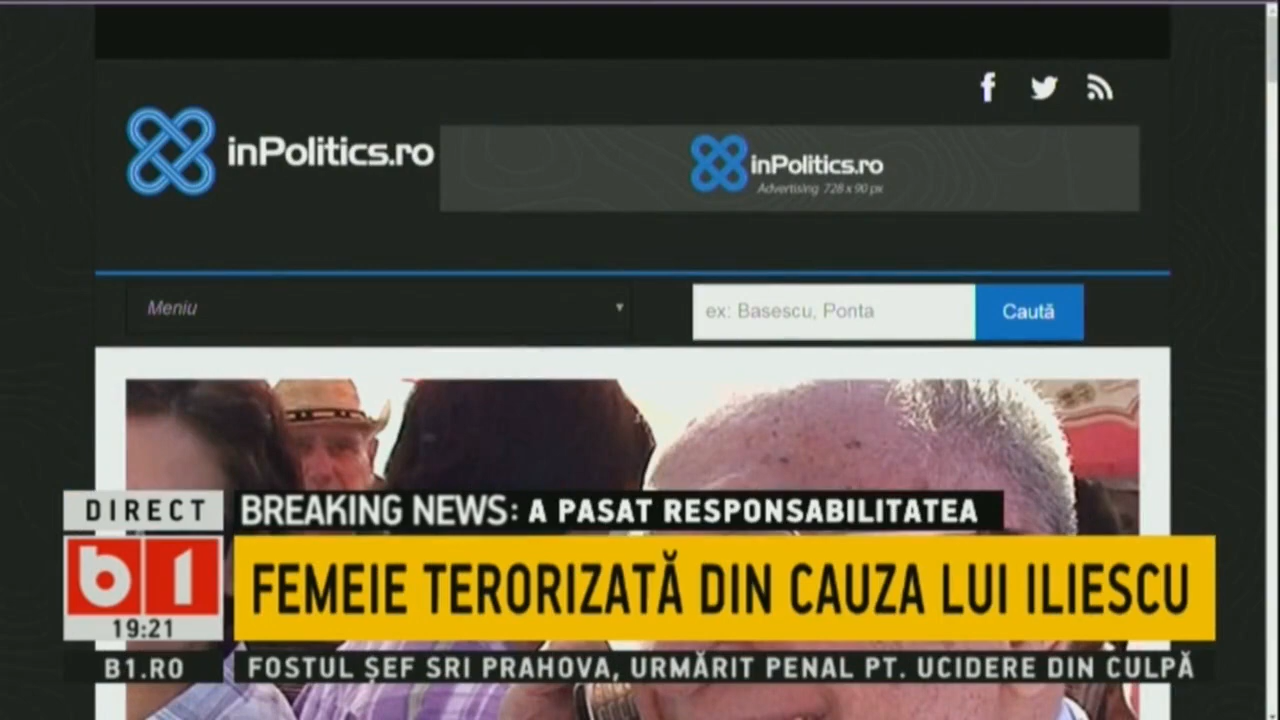 inPolitics.ro
inPolitics.ro
Advertising 728 x 90 px
Meniu
ex: Basescu, Ponta
Caută
DIRECT
BREAKING NEWS: A PASAT RESPONSABILITATEA
b1
FEMEIE TERORIZATĂ DIN CAUZA LUI ILIESCU
19:21
B1.RO
FOSTUL ȘEF SRI PRAHOVA, URMĂRIT PENAL PT. UCIDERE DIN CULPĂ